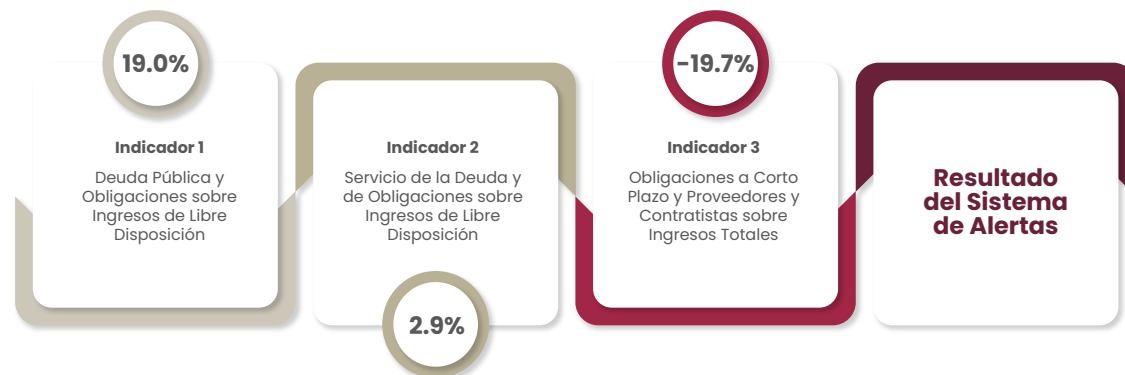 19.0%
Indicador 1
Deuda Pública y
Obligaciones sobre
Ingresos de Libre
Disposición
Indicador 2
Servicio de la Deuda y
de Obligaciones sobre
Ingresos de Libre
Disposición
2.9%
-19.7%
Indicador 3
Obligaciones a Corto
Plazo y Proveedores y
Contratistas sobre
Ingresos Totales
Resultado
del Sistema
de Alertas